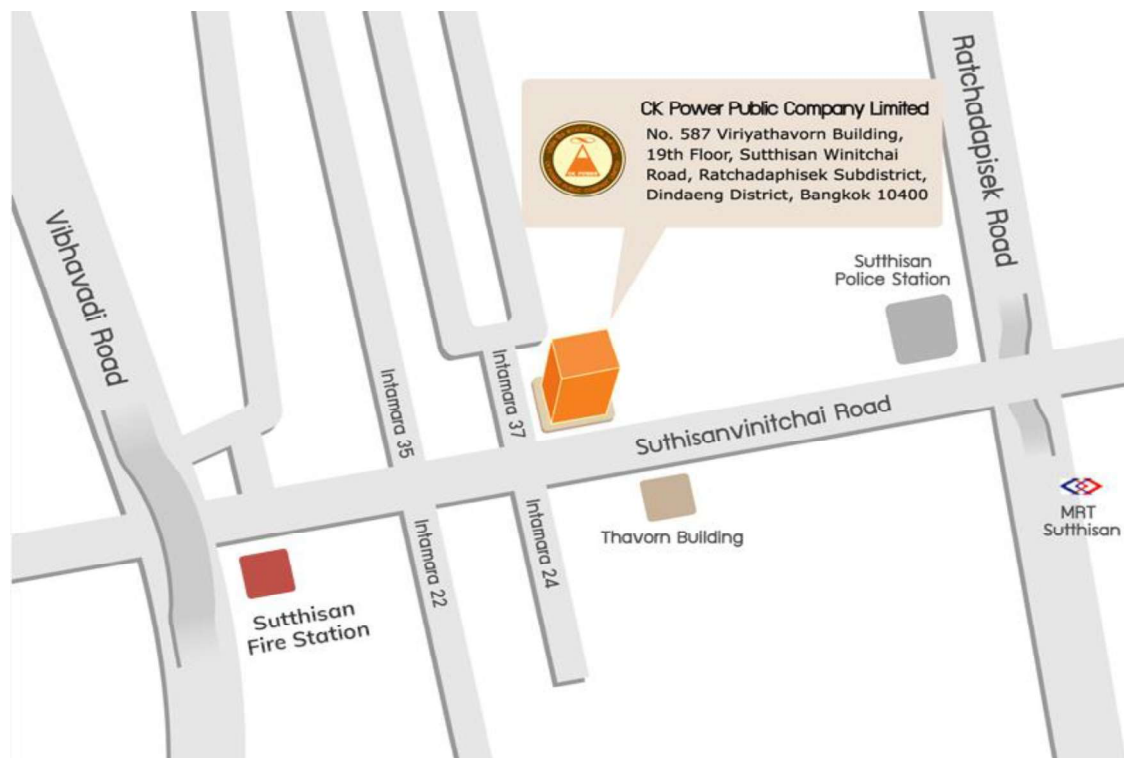 Ratchadapisek Road
CK Power Public Company Limited
No. 587 Viriyathavorn Building,
19th Floor, Sutthisan Winitchai
Road, Ratchadaphisek Subdistrict,
Dindaeng District, Bangkok 10400
CK POWER
Vibhavadi Road
Sutthisan
Police Station
Intamara 35
Intamara 37
Suthisanvinitchai Road
Intamara 22
Intamara 24
Thavorn Building
MRT
Sutthisan
Sutthisan
Fire Station